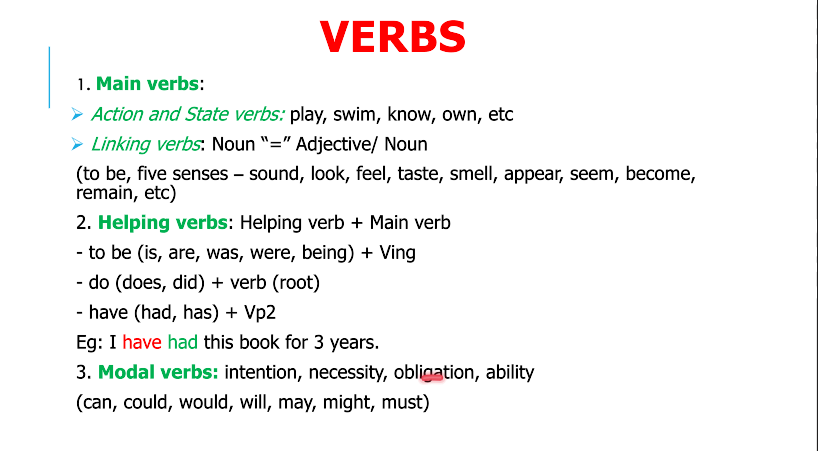 VERBS
1. Main verbs:
➢ Action and State verbs: play, swim, know, own, etc
➢ Linking verbs: Noun “=” Adjective/ Noun
(to be, five senses – sound, look, feel, taste, smell, appear, seem, become,
remain, etc)
2. Helping verbs: Helping verb + Main verb
- to be (is, are, was, were, being) + Ving
- do (does, did) + verb (root)
- have (had, has) + Vp2
Eg: I have had this book for 3 years.
3. Modal verbs: intention, necessity, obligation, ability
(can, could, would, will, may, might, must)